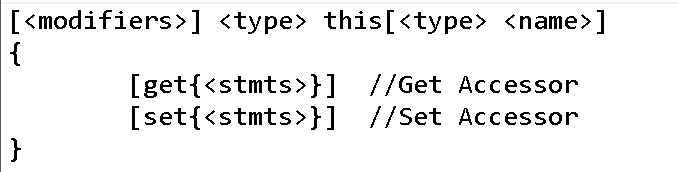 [<modifiers>] <type> this[<type> <name>]
{
[get{<stmts>}] //Get Accessor
[set{<stmts>}] //Set Accessor
}